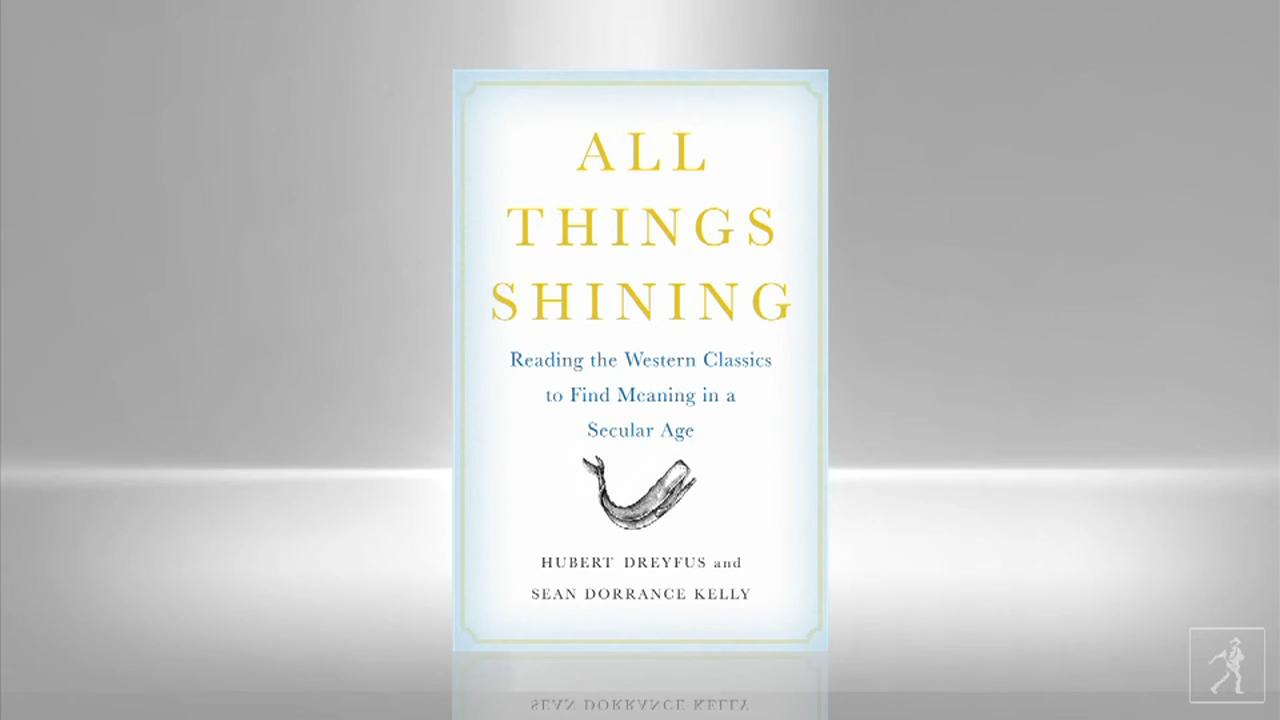 ALL
THINGS
SHINING
Reading the Western Classics
to Find Meaning in a
Secular Age
HUBERT DREYFUS and
SEAN DORRANCE KELLY